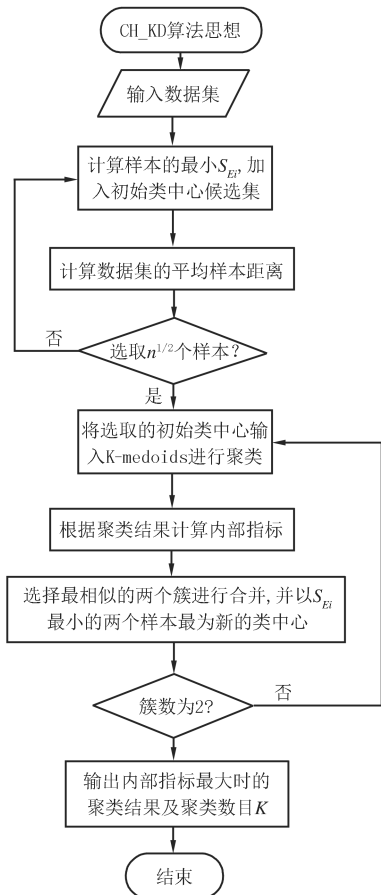 CH_KD算法思想
输入数据集
计算样本的最小S_{Ei},加
入初始类中心候选集
计算数据集的平均样本距离
否
选取n^{1/2}个样本?
是
将选取的初始类中心输
入K-medoids进行聚类
根据聚类结果计算内部指标
选择最相似的两个簇进行合并,并以S_{Ei}
最小的两个样本最为新的类中心
否
簇数为2?
输出内部指标最大时的
聚类结果及聚类数目K
结束